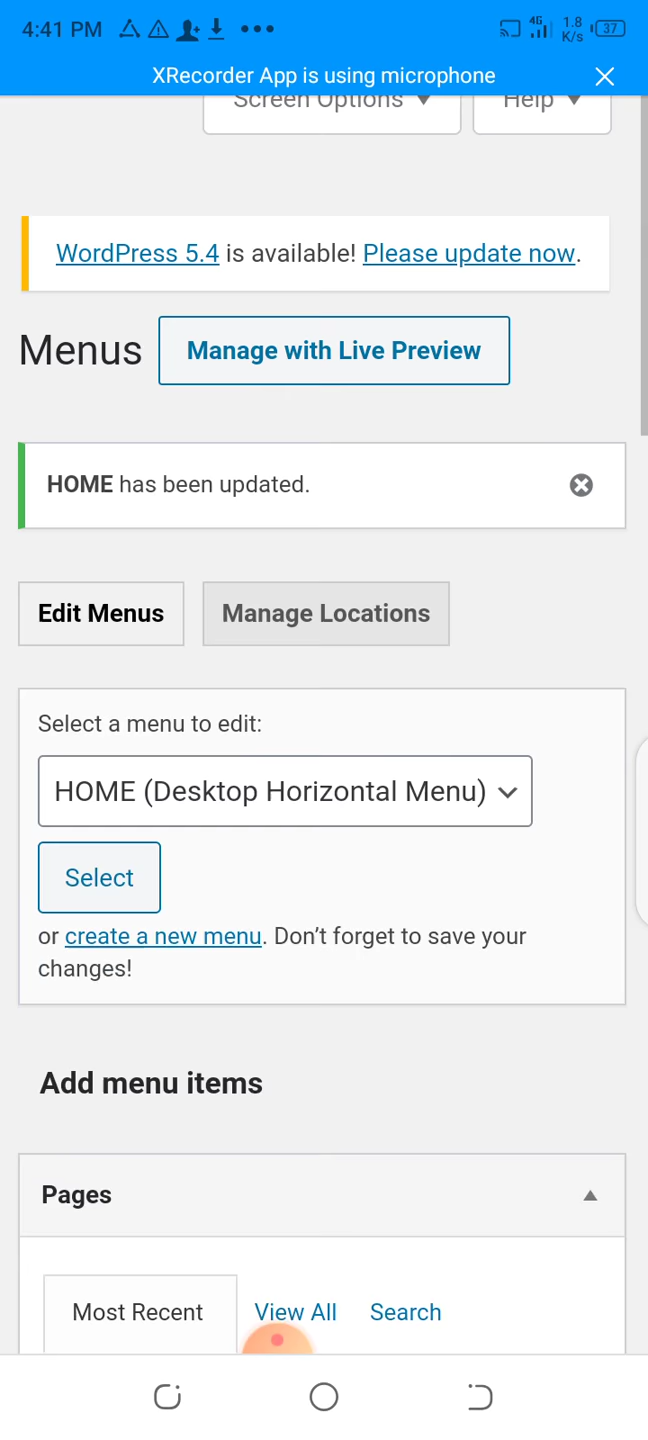 4:41 PM
4G 1.8 K/s 37
XRecorder App is using microphone
Screen Options
Help
WordPress 5.4 is available! Please update now.
Menus
Manage with Live Preview
HOME has been updated.
Edit Menus
Manage Locations
Select a menu to edit:
HOME (Desktop Horizontal Menu)
Select
or create a new menu. Don’t forget to save your
changes!
Add menu items
Pages
Most Recent
View All
Search